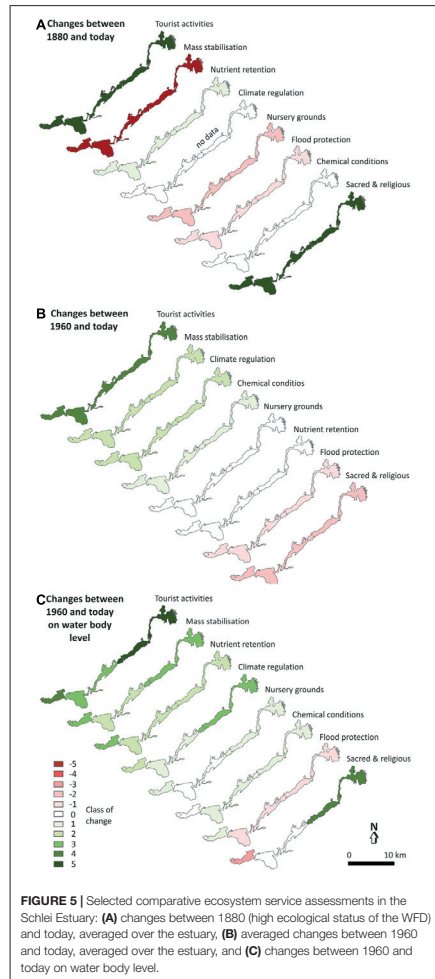 A Changes between
1880 and today
Tourist activities
Mass stabilisation
Nutrient retention
Climate regulation
no data
Nursery grounds
Flood protection
Chemical conditions
Sacred & religious
B Changes between
1960 and today
Tourist activities
Mass stabilisation
Climate regulation
Chemical conditios
Nursery grounds
Nutrient retention
Flood protection
Sacred & religious
C Changes between
1960 and today
on water body
level
Tourist activities
Mass stabilisation
Nutrient retention
Climate regulation
Nursery grounds
Chemical conditions
Flood protection
Sacred & religious
-5
-4
-3
-2
-1
0
1
2
3
4
5
Class of
change
N
0 10 km
FIGURE 5 | Selected comparative ecosystem service assessments in the
Schlei Estuary: (A) changes between 1880 (high ecological status of the WFD)
and today, averaged over the estuary, (B) averaged changes between 1960
and today, averaged over the estuary, and (C) changes between 1960 and
today on water body level.